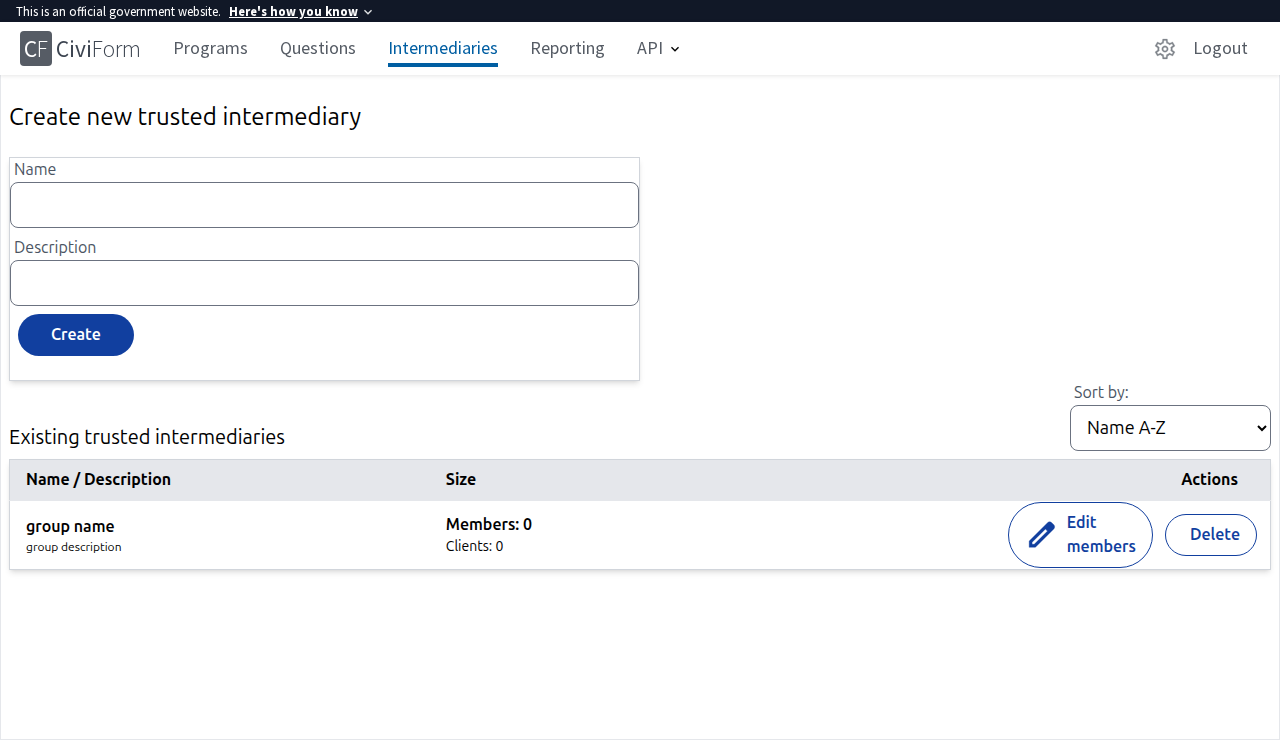 This is an official government website. Here's how you know
CF CiviForm Programs Questions Intermediaries Reporting API Logout
Create new trusted intermediary
Name
Description
Create
Sort by:
Name A-Z
Existing trusted intermediaries
Name / Description Size Actions
group name Members: 0 Edit members Delete
group description Clients: 0